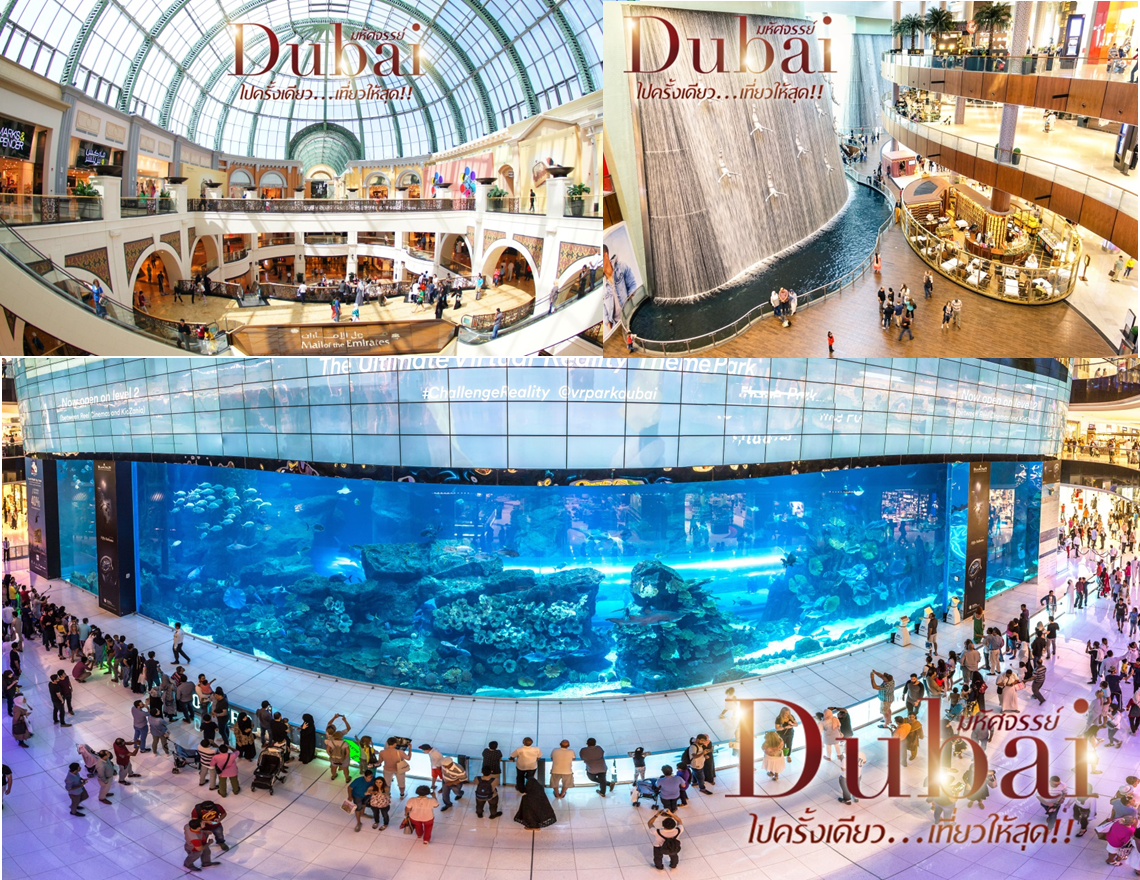 มหัศจรรย์
Dubai
ไปครั้งเดียว...เที่ยวให้สุด!!
MARKS&
SPENCER
مول الإمارات
Mall of the Emirates
มหัศจรรย์
Dubai
ไปครั้งเดียว...เที่ยวให้สุด!!
The Ultimate Virtual Reality Theme Park
#ChallengeReality @vrparkdubai
Now open on level 2
Now open
มหัศจรรย์
Dubai
ไปครั้งเดียว...เที่ยวให้สุด!!